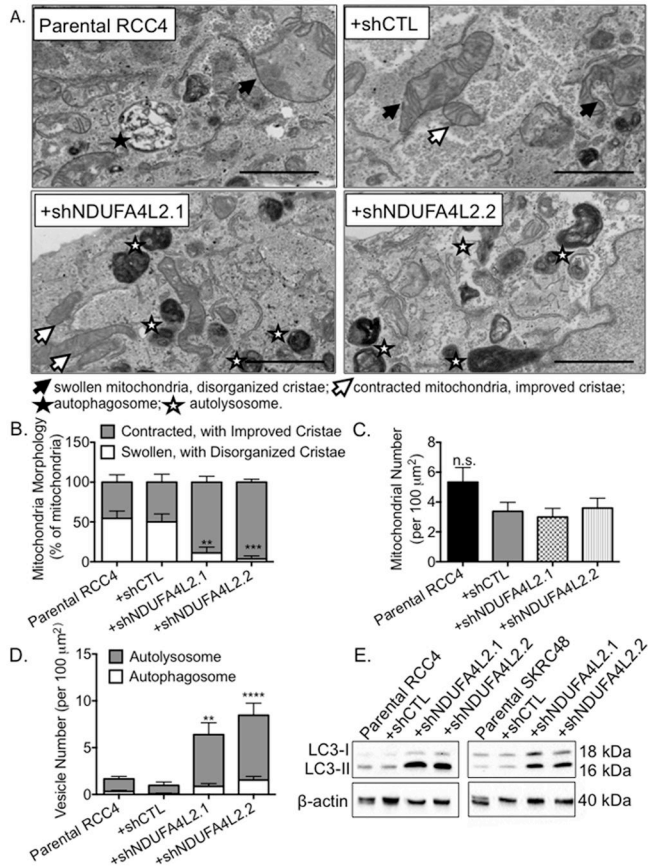 A.
Parental RCC4
+shCTL
+shNDUFA4L2.1
+shNDUFA4L2.2
swollen mitochondria, disorganized cristae; contracted mitochondria, improved cristae;
autophagosome; autolysosome.
B.
Contracted, with Improved Cristae
Swollen, with Disorganized Cristae
Mitochondria Morphology
(% of mitochondria)
150
100
50
0
**
***
Parental RCC4
+shCTL
+shNDUFA4L2.1
+shNDUFA4L2.2
C.
Mitochondrial Number
(per 100 μm²)
8
6
4
2
0
n.s.
Parental RCC4
+shCTL
+shNDUFA4L2.1
+shNDUFA4L2.2
D.
Autolysosome
Autophagosome
Vesicle Number (per 100 μm²)
15
10
5
0
**
****
Parental RCC4
+shCTL
+shNDUFA4L2.1
+shNDUFA4L2.2
E.
Parental RCC4
+shCTL
+shNDUFA4L2.1
+shNDUFA4L2.2
Parental SKRC48
+shCTL
+shNDUFA4L2.1
+shNDUFA4L2.2
LC3-I 18 kDa
LC3-II 16 kDa
β-actin 40 kDa